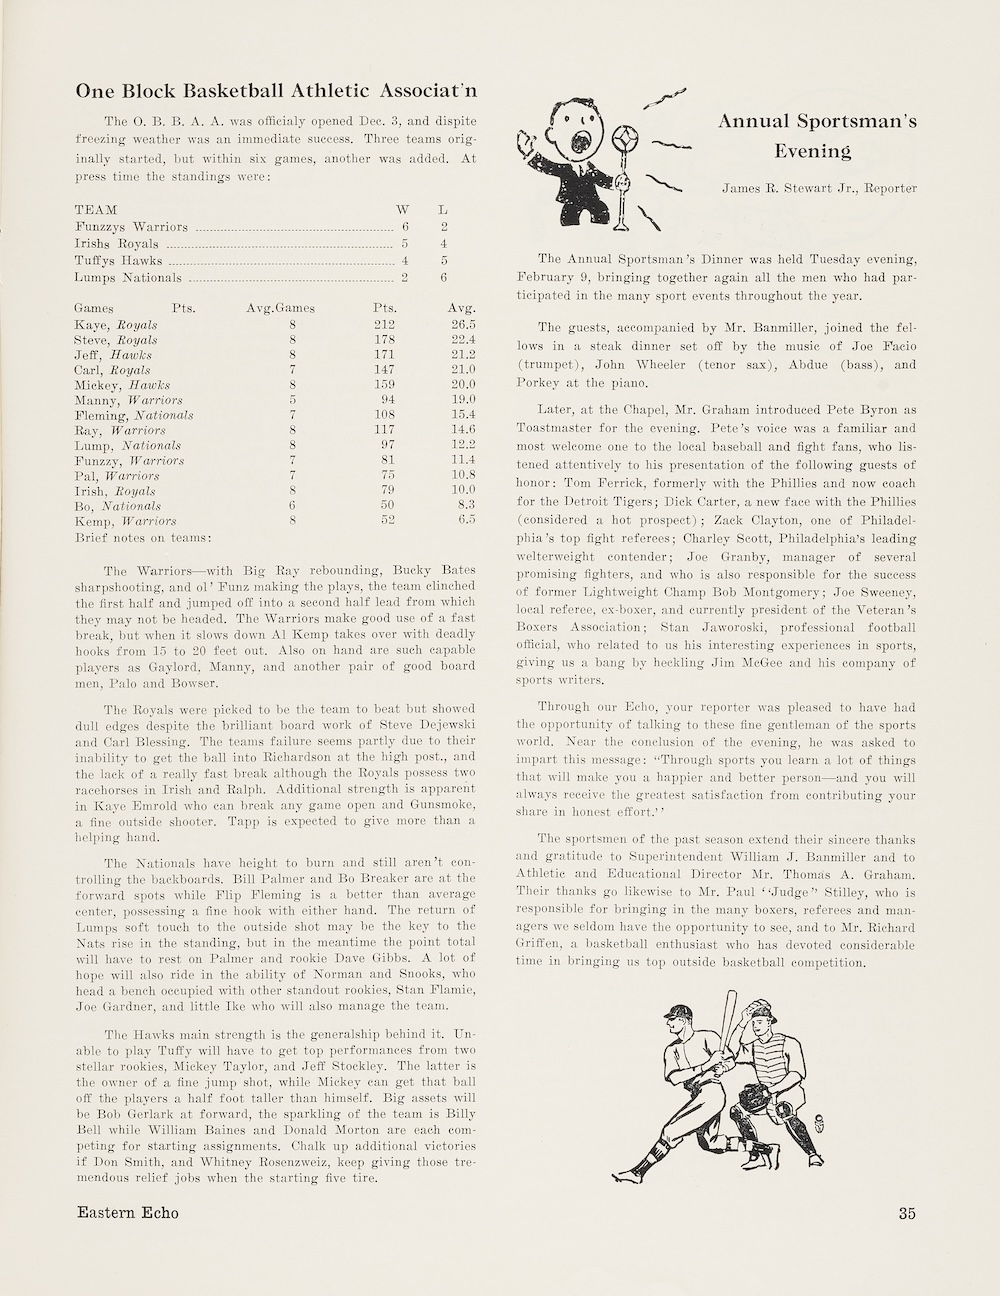 One Block Basketball Athletic Associat'n
The O. B. B. A. A. was officialy opened Dec. 3, and dispite
freezing weather was an immediate success. Three teams orig-
inally started, but within six games, another was added. At
press time the standings were:
TEAM W L
Funzzys Warriors 6 2
Irishs Royals 5 4
Tuffys Hawks 4 5
Lumps Nationals 2 6
Games Pts. Avg.Games Pts. Avg.
Kaye, Royals 8 212 26.5
Steve, Royals 8 178 22.4
Jeff, Hawks 8 171 21.2
Carl, Royals 7 147 21.0
Mickey, Hawks 8 159 20.0
Manny, Warriors 5 94 19.0
Fleming, Nationals 7 108 15.4
Ray, Warriors 8 117 14.6
Lump, Nationals 8 97 12.2
Funzzy, Warriors 7 81 11.4
Pal, Warriors 7 75 10.8
Irish, Royals 8 79 10.0
Bo, Nationals 6 50 8.3
Kemp, Warriors 8 52 6.5
Brief notes on teams:
The Warriors—with Big Ray rebounding, Bucky Bates
sharpshooting, and ol' Funz making the plays, the team clinched
the first half and jumped off into a second half lead from which
they may not be headed. The Warriors make good use of a fast
break, but when it slows down Al Kemp takes over with deadly
hooks from 15 to 20 feet out. Also on hand are such capable
players as Gaylord, Manny, and another pair of good board
men, Palo and Bowser.
The Royals were picked to be the team to beat but showed
dull edges despite the brilliant board work of Steve Dejewski
and Carl Blessing. The teams failure seems partly due to their
inability to get the ball into Richardson at the high post., and
the lack of a really fast break although the Royals possess two
racehorses in Irish and Ralph. Additional strength is apparent
in Kaye Emrold who can break any game open and Gunsmoke,
a fine outside shooter. Tapp is expected to give more than a
helping hand.
The Nationals have height to burn and still aren't con-
trolling the backboards. Bill Palmer and Bo Breaker are at the
forward spots while Flip Fleming is a better than average
center, possessing a fine hook with either hand. The return of
Lumps soft touch to the outside shot may be the key to the
Nats rise in the standing, but in the meantime the point total
will have to rest on Palmer and rookie Dave Gibbs. A lot of
hope will also ride in the ability of Norman and Snooks, who
head a bench occupied with other standout rookies, Stan Flamie,
Joe Gardner, and little Ike who will also manage the team.
The Hawks main strength is the generalship behind it. Un-
able to play Tuffy will have to get top performances from two
stellar rookies, Mickey Taylor, and Jeff Stockley. The latter is
the owner of a fine jump shot, while Mickey can get that ball
off the players a half foot taller than himself. Big assets will
be Bob Gerlark at forward, the sparkling of the team is Billy
Bell while William Baines and Donald Morton are each com-
peting for starting assignments. Chalk up additional victories
if Don Smith, and Whitney Rosenzweiz, keep giving those tre-
mendous relief jobs when the starting five tire.
Annual Sportsman's
Evening
James R. Stewart Jr., Reporter
The Annual Sportsman's Dinner was held Tuesday evening,
February 9, bringing together again all the men who had par-
ticipated in the many sport events throughout the year.
The guests, accompanied by Mr. Banmiller, joined the fel-
lows in a steak dinner set off by the music of Joe Facio
(trumpet), John Wheeler (tenor sax), Abdue (bass), and
Porkey at the piano.
Later, at the Chapel, Mr. Graham introduced Pete Byron as
Toastmaster for the evening. Pete's voice was a familiar and
most welcome one to the local baseball and fight fans, who lis-
tened attentively to his presentation of the following guests of
honor: Tom Ferrick, formerly with the Phillies and now coach
for the Detroit Tigers; Dick Carter, a new face with the Phillies
(considered a hot prospect); Zack Clayton, one of Philadel-
phia's top fight referees; Charley Scott, Philadelphia's leading
welterweight contender; Joe Granby, manager of several
promising fighters, and who is also responsible for the success
of former Lightweight Champ Bob Montgomery; Joe Sweeney,
local referee, ex-boxer, and currently president of the Veteran's
Boxers Association; Stan Jaworoski, professional football
official, who related to us his interesting experiences in sports,
giving us a bang by heckling Jim McGee and his company of
sports writers.
Through our Echo, your reporter was pleased to have had
the opportunity of talking to these fine gentleman of the sports
world. Near the conclusion of the evening, he was asked to
impart this message: "Through sports you learn a lot of things
that will make you a happier and better person—and you will
always receive the greatest satisfaction from contributing your
share in honest effort.''
The sportsmen of the past season extend their sincere thanks
and gratitude to Superintendent William J. Banmiller and to
Athletic and Educational Director Mr. Thomas A. Graham.
Their thanks go likewise to Mr. Paul "Judge" Stilley, who is
responsible for bringing in the many boxers, referees and man-
agers we seldom have the opportunity to see, and to Mr. Richard
Griffen, a basketball enthusiast who has devoted considerable
time in bringing us top outside basketball competition.
Eastern Echo 35